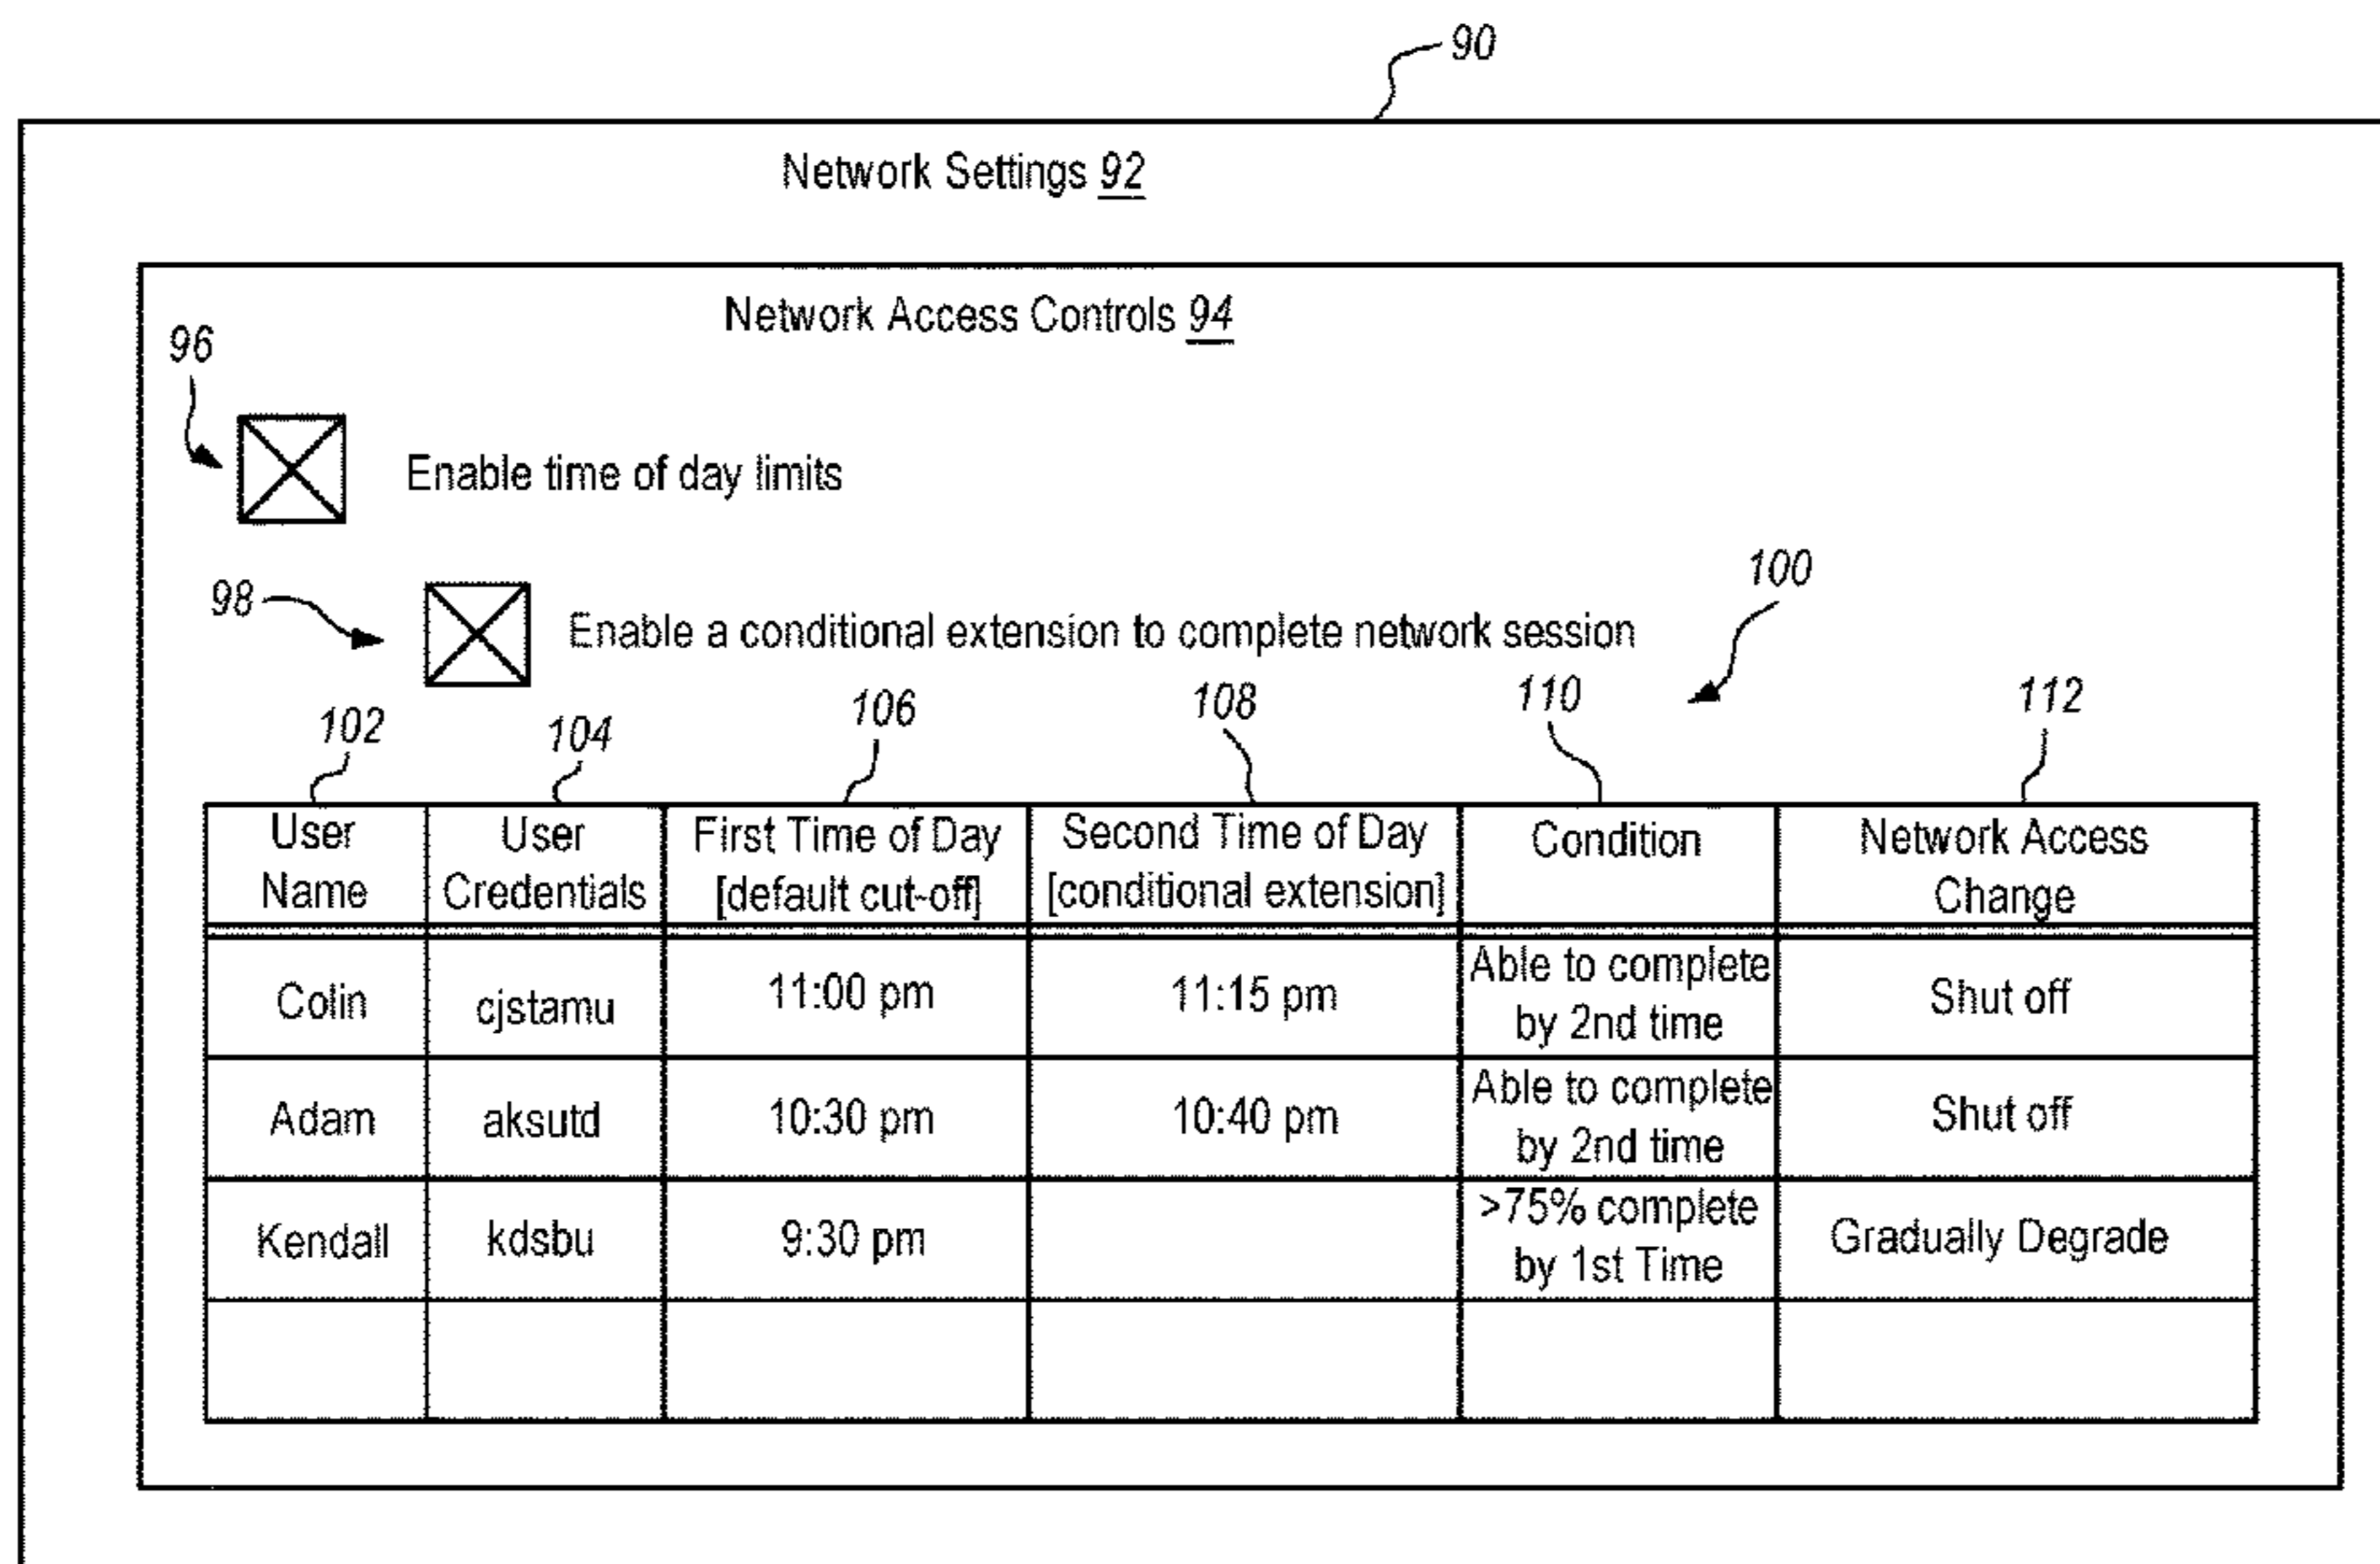 90
Network Settings 92
Network Access Controls 94
96
Enable time of day limits
98
Enable a conditional extension to complete network session
100
102 104 106 108 110 112
User Name User Credentials First Time of Day [default cut-off] Second Time of Day [conditional extension] Condition Network Access Change
Colin cjstamu 11:00 pm 11:15 pm Able to complete by 2nd time Shut off
Adam aksutd 10:30 pm 10:40 pm Able to complete by 2nd time Shut off
Kendall kdsbu 9:30 pm >75% complete by 1st Time Gradually Degrade